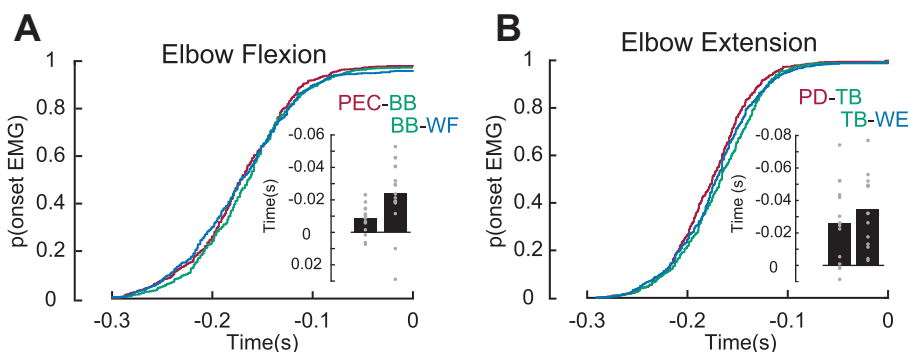 A
Elbow Flexion
p(onset EMG)
1
0.8
0.6
0.4
0.2
0
-0.3
-0.2
-0.1
0
Time(s)
PEC-BB
BB-WF
Time(s)
-0.06
-0.04
-0.02
0
0.02
B
Elbow Extension
p(onset EMG)
1
0.8
0.6
0.4
0.2
0
-0.3
-0.2
-0.1
0
Time(s)
PD-TB
TB-WE
Time (s)
-0.08
-0.06
-0.04
-0.02
0